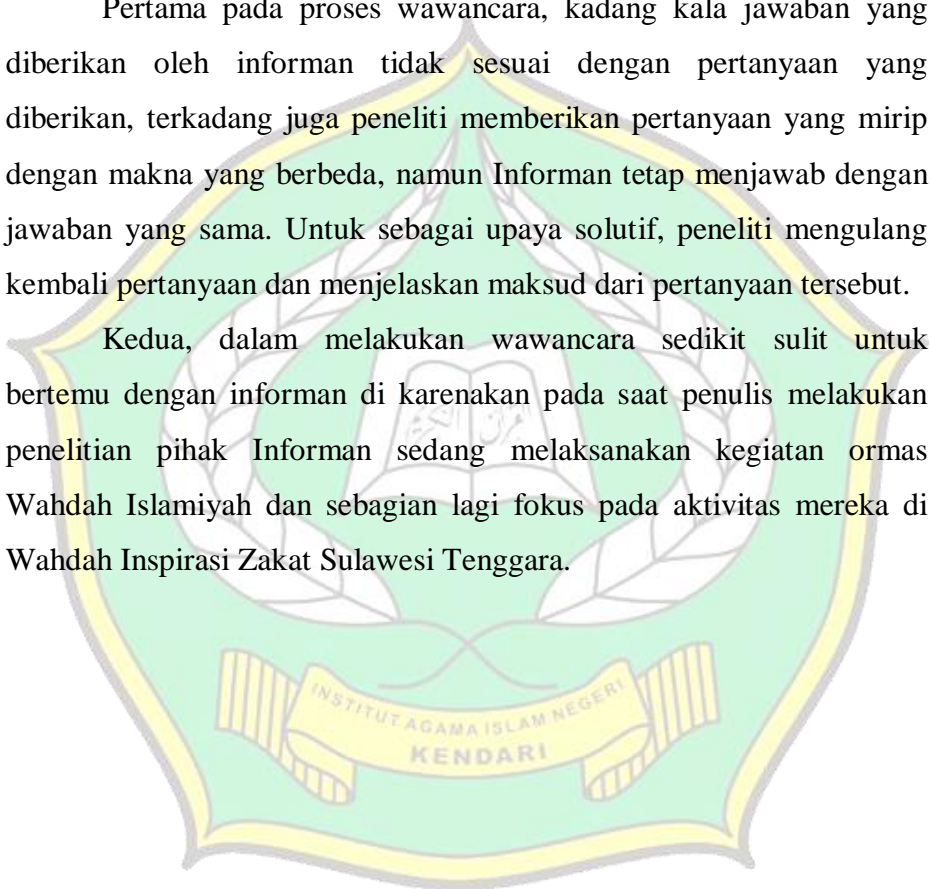 Pertama pada proses wawancara, kadang kala jawaban yang
diberikan oleh informan tidak sesuai dengan pertanyaan yang
diberikan, terkadang juga peneliti memberikan pertanyaan yang mirip
dengan makna yang berbeda, namun Informan tetap menjawab dengan
jawaban yang sama. Untuk sebagai upaya solutif, peneliti mengulang
kembali pertanyaan dan menjelaskan maksud dari pertanyaan tersebut.
Kedua, dalam melakukan wawancara sedikit sulit untuk
bertemu dengan informan di karenakan pada saat penulis melakukan
penelitian pihak Informan sedang melaksanakan kegiatan ormas
Wahdah Islamiyah dan sebagian lagi fokus pada aktivitas mereka di
Wahdah Inspirasi Zakat Sulawesi Tenggara.
INSTITUT AGAMA ISLAM NEGERI
KENDARI